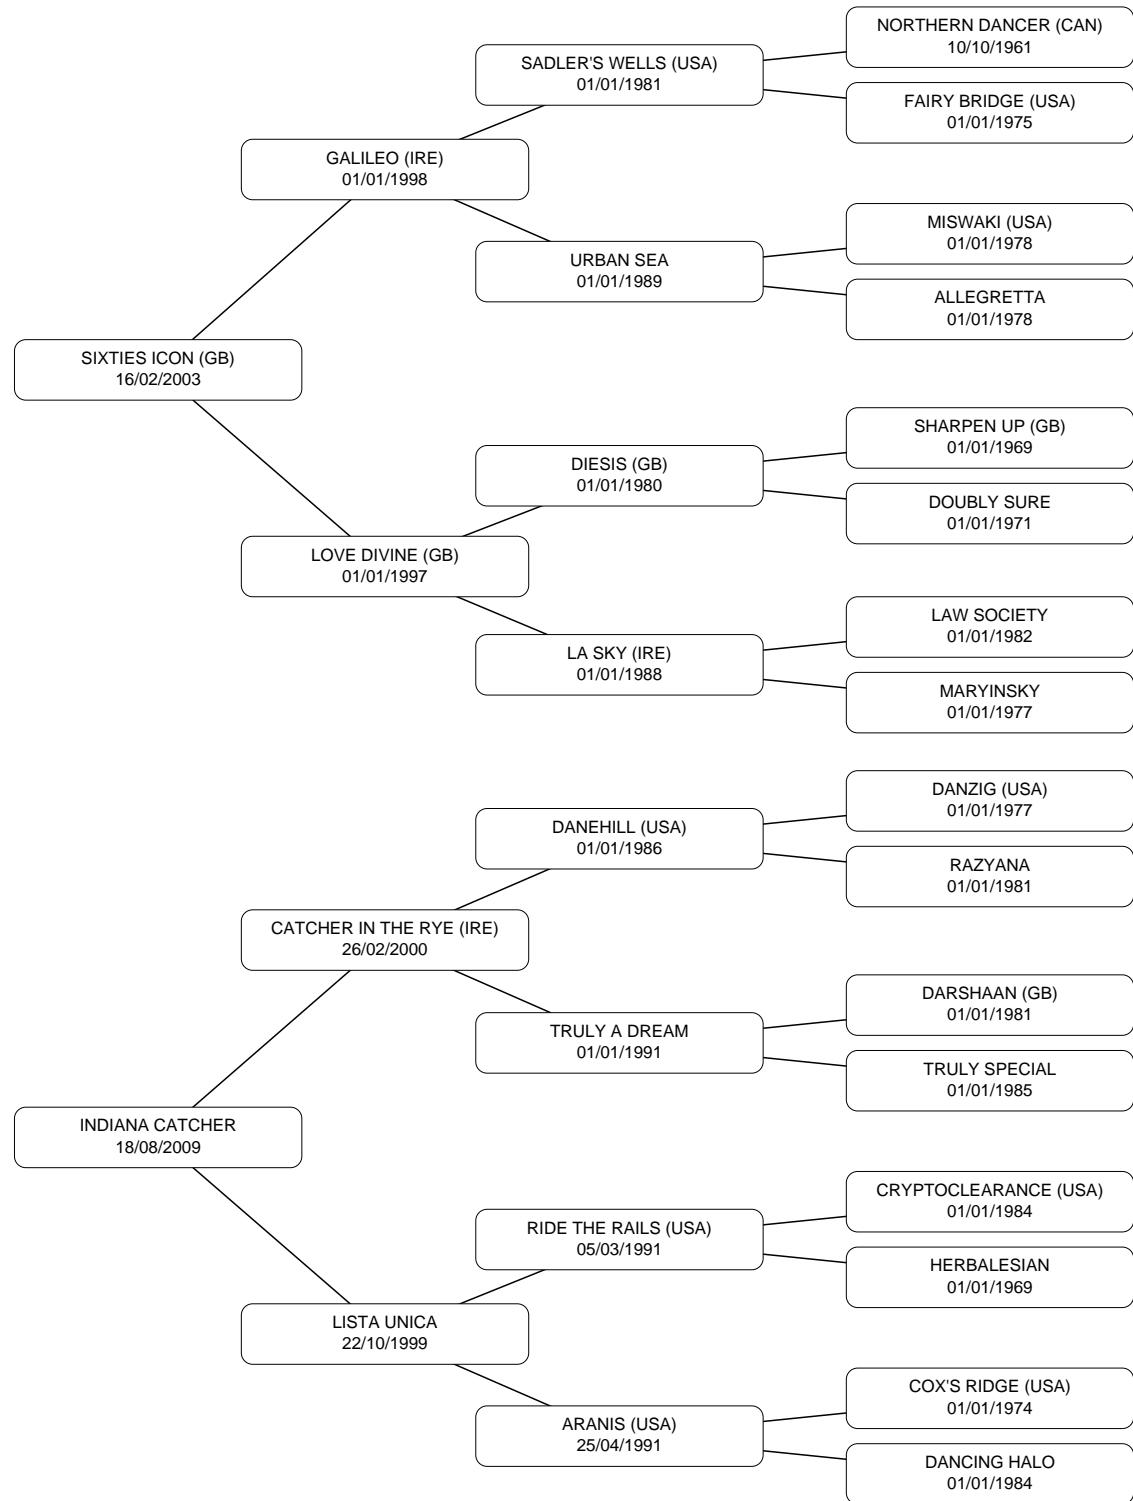 NORTHERN DANCER (CAN)
10/10/1961
SADLER'S WELLS (USA)
01/01/1981
FAIRY BRIDGE (USA)
01/01/1975
GALILEO (IRE)
01/01/1998
MISWAKI (USA)
01/01/1978
URBAN SEA
01/01/1989
ALLEGRETTA
01/01/1978
SIXTIES ICON (GB)
16/02/2003
SHARPEN UP (GB)
01/01/1969
DIESIS (GB)
01/01/1980
DOUBLY SURE
01/01/1971
LOVE DIVINE (GB)
01/01/1997
LAW SOCIETY
01/01/1982
LA SKY (IRE)
01/01/1988
MARYINSKY
01/01/1977
DANZIG (USA)
01/01/1977
DANEHILL (USA)
01/01/1986
RAZYANA
01/01/1981
CATCHER IN THE RYE (IRE)
26/02/2000
DARSHAAN (GB)
01/01/1981
TRULY A DREAM
01/01/1991
TRULY SPECIAL
01/01/1985
INDIANA CATCHER
18/08/2009
CRYPTOCLEARANCE (USA)
01/01/1984
RIDE THE RAILS (USA)
05/03/1991
HERBALESIAN
01/01/1969
LISTA UNICA
22/10/1999
COX'S RIDGE (USA)
01/01/1974
ARANIS (USA)
25/04/1991
DANCING HALO
01/01/1984